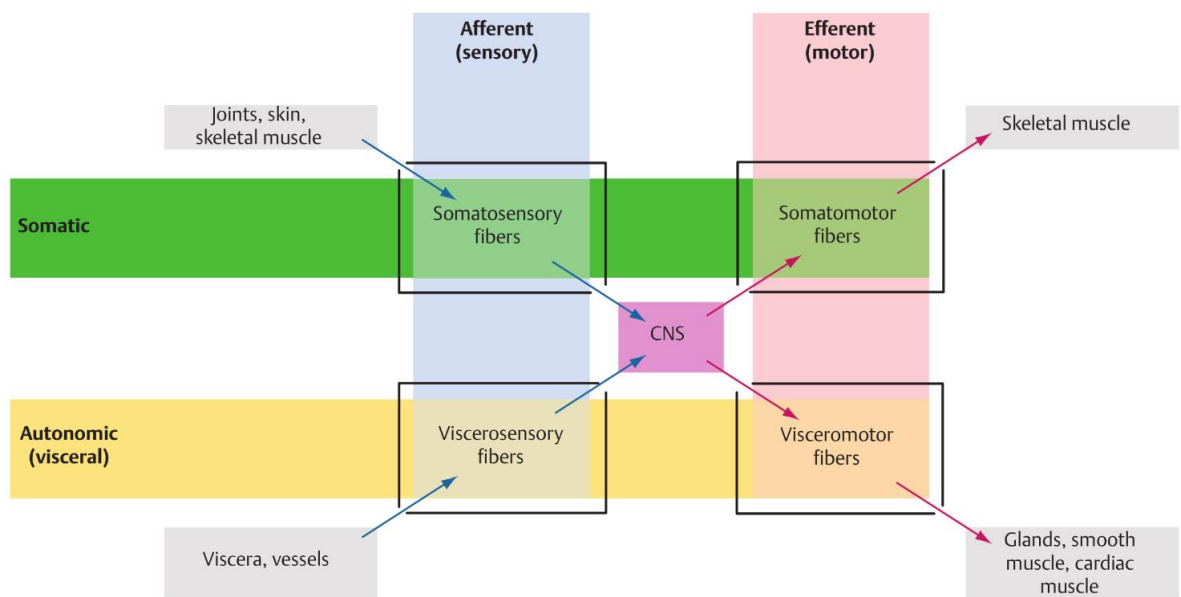 Afferent
(sensory)
Efferent
(motor)
Joints, skin,
skeletal muscle
Skeletal muscle
Somatic
Somatosensory
fibers
Somatomotor
fibers
CNS
Autonomic
(visceral)
Viscerosensory
fibers
Visceromotor
fibers
Viscera, vessels
Glands, smooth
muscle, cardiac
muscle